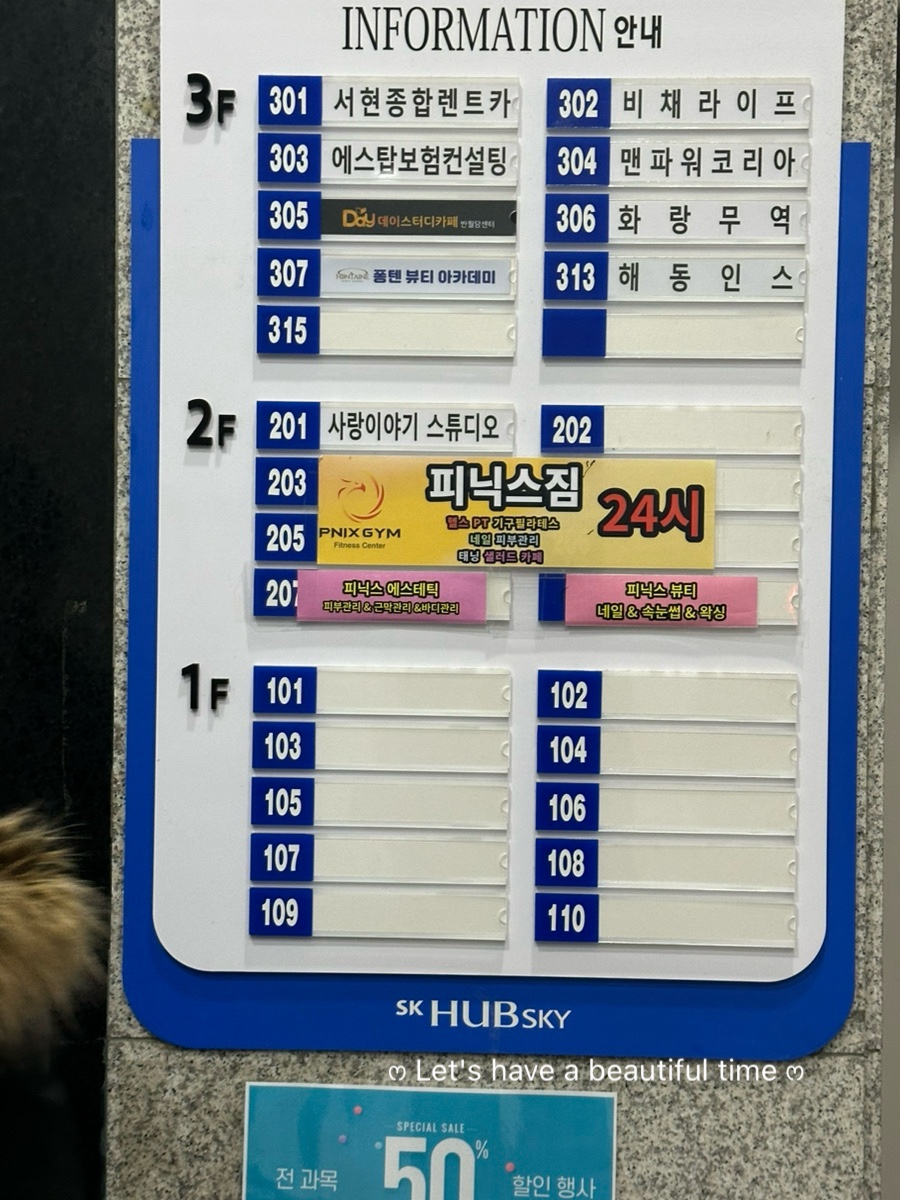 INFORMATION 안내
3F
301 서현종합렌트카
302 비채라이프
303 에스탑보험컨설팅
304 맨파워코리아
305 Day 데이스터디카페 반월당센터
306 화랑무역
307 퐁텐 뷰티 아카데미
313 해동인스
315
2F
201 사랑이야기 스튜디오
202
203
205
PNIXGYM
Fitness Center
피닉스짐
24시
헬스 PT 기구필라테스
네일 피부관리
태닝 샐러드 카페
207
피닉스 에스테틱
피부관리 & 근막관리 &바디관리
피닉스 뷰티
네일 & 속눈썹 & 왁싱
1F
101
102
103
104
105
106
107
108
109
110
SK HUBSKY
ෆ Let's have a beautiful time ෆ
SPECIAL SALE
50%
전 과목
할인 행사